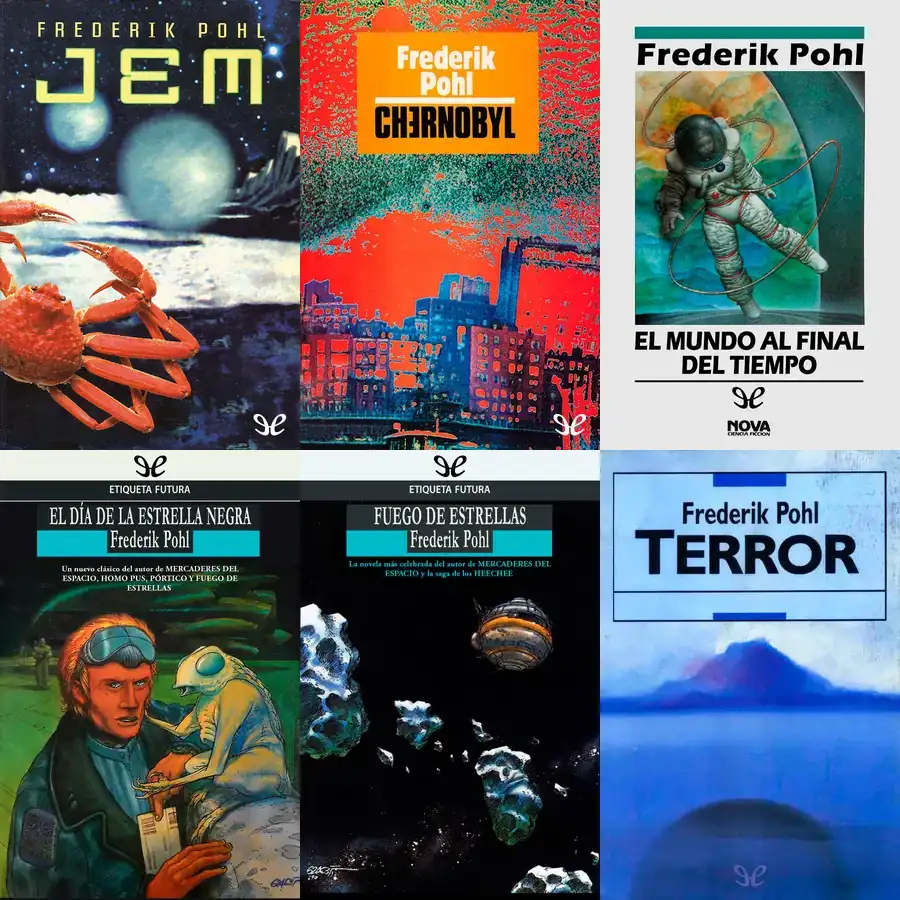 FREDERIK POHL
JEM
Frederik
Pohl
CHƎRNOBYL
Frederik Pohl
EL MUNDO AL FINAL
DEL TIEMPO
NOVA
CIENCIA FICCION
ETIQUETA FUTURA
EL DÍA DE LA ESTRELLA NEGRA
Frederik Pohl
Un nuevo clásico del autor de MERCADERES DEL
ESPACIO, HOMO PUS, PÓRTICO Y FUEGO DE
ESTRELLAS
ETIQUETA FUTURA
FUEGO DE ESTRELLAS
Frederik Pohl
La novela más celebrada del autor de MERCADERES DEL
ESPACIO y la saga de los HEECHEE
Frederik Pohl
TERROR